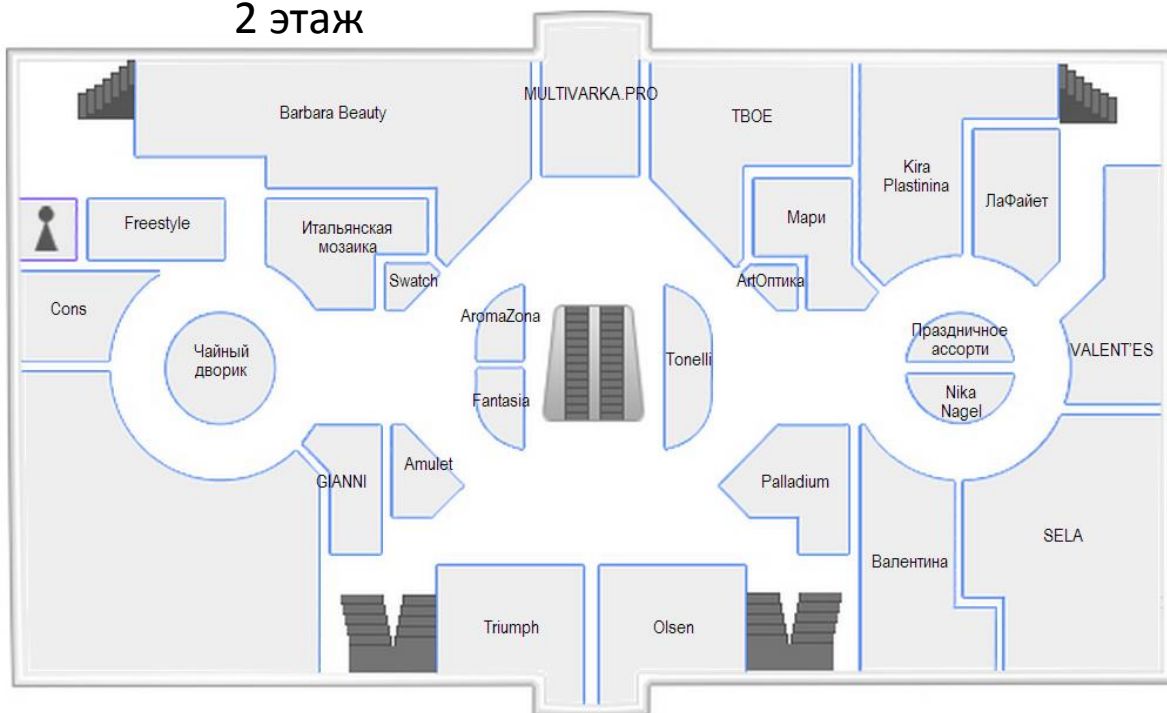 2 этаж
MULTIVARKA.PRO
Barbara Beauty
ТВОЕ
Kira
Plastinina
ЛаФайет
Мари
Freestyle
Итальянская
мозаика
Swatch
ArtОптика
Cons
AromaZona
Праздничное
ассорти
Чайный
дворик
Tonelli
VALENT'ES
Fantasia
Nika
Nagel
GIANNI
Amulet
Palladium
SELA
Валентина
Triumph
Olsen